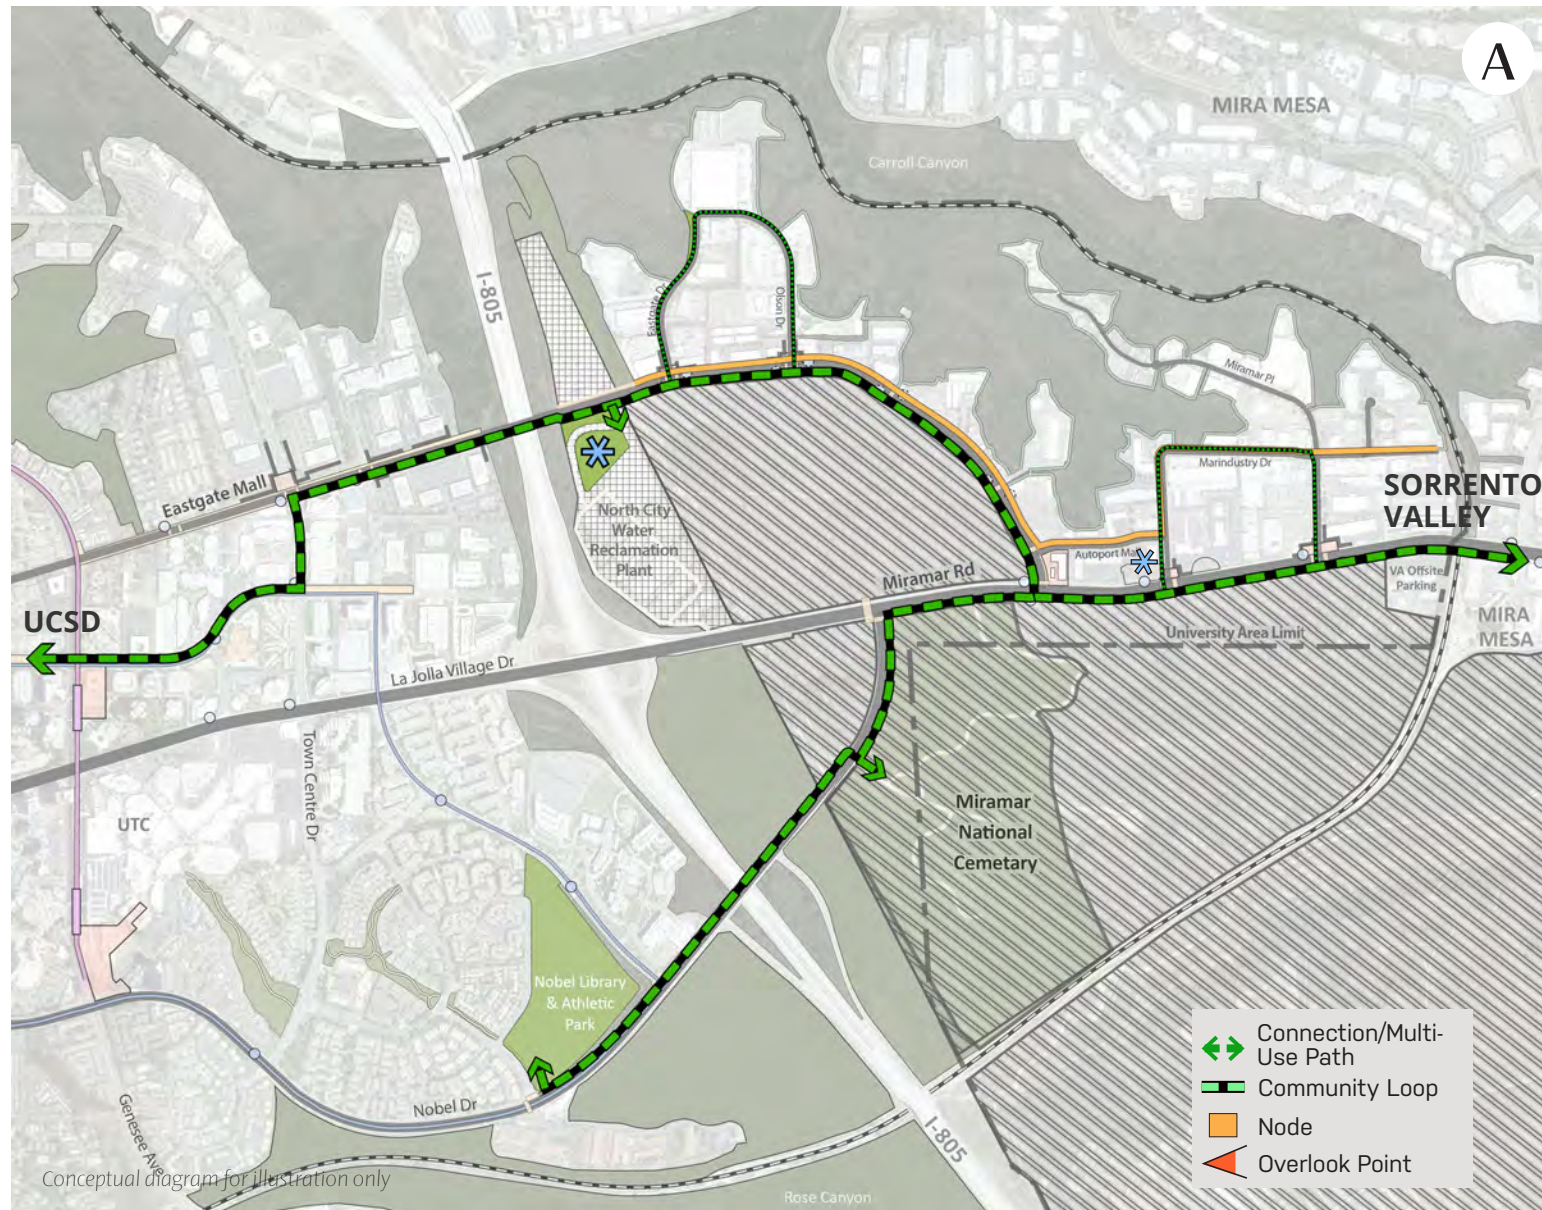 A
MIRA MESA
Carroll Canyon
I-805
Eastgate Dr
Olson Dr
Miramar Pl
Marindustry Dr
SORRENTO
VALLEY
Eastgate Mall
North City
Water
Reclamation
Plant
Autoport Ma
Miramar Rd
VA Offsite
Parking
MIRA
MESA
UCSD
University Area Limit
La Jolla Village Dr
Town Centre Dr
UTC
Miramar
National
Cemetary
Nobel Library
& Athletic
Park
Nobel Dr
Genesee Ave
I-805
Rose Canyon
Connection/Multi-
Use Path
Community Loop
Node
Overlook Point
Conceptual diagram for illustration only